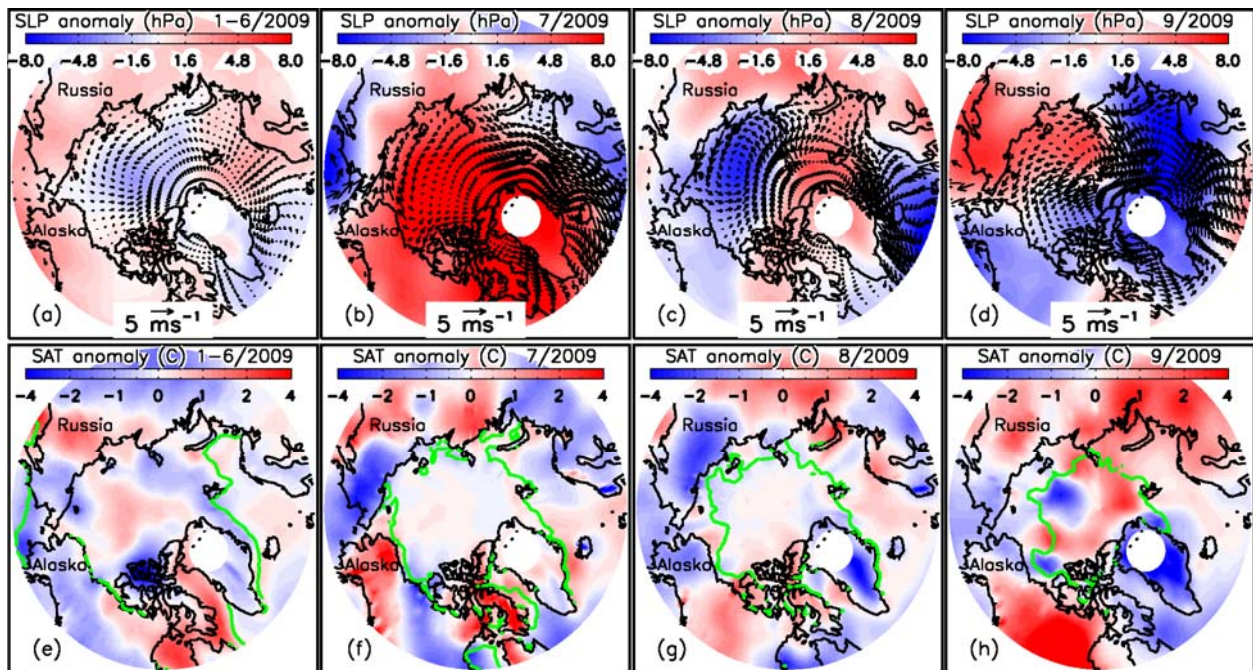 SLP anomaly (hPa) 1-6/2009
-8.0 -4.8 -1.6 1.6 4.8 8.0
Russia
Alaska
(a)
5 ms⁻¹
SLP anomaly (hPa) 7/2009
-8.0 -4.8 -1.6 1.6 4.8 8.0
Russia
Alaska
(b)
5 ms⁻¹
SLP anomaly (hPa) 8/2009
-8.0 -4.8 -1.6 1.6 4.8 8.0
Russia
Alaska
(c)
5 ms⁻¹
SLP anomaly (hPa) 9/2009
-8.0 -4.8 -1.6 1.6 4.8 8.0
Russia
Alaska
(d)
5 ms⁻¹
SAT anomaly (C) 1-6/2009
-4 -2 -1 0 1 2 4
Russia
Alaska
(e)
SAT anomaly (C) 7/2009
-4 -2 -1 0 1 2 4
Russia
Alaska
(f)
SAT anomaly (C) 8/2009
-4 -2 -1 0 1 2 4
Russia
Alaska
(g)
SAT anomaly (C) 9/2009
-4 -2 -1 0 1 2 4
Russia
Alaska
(h)